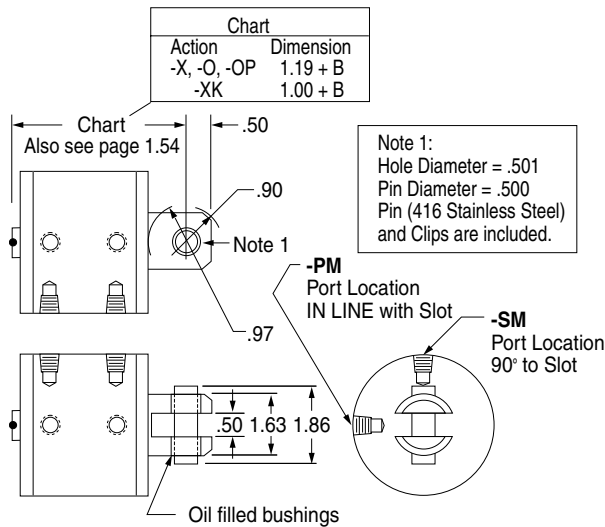 Chart
Action Dimension
-X, -O, -OP 1.19 + B
-XK 1.00 + B
Chart
Also see page 1.54
.50
.90
Note 1
.97
Note 1:
Hole Diameter = .501
Pin Diameter = .500
Pin (416 Stainless Steel)
and Clips are included.
-PM
Port Location
IN LINE with Slot
-SM
Port Location
90° to Slot
.50 1.63 1.86
Oil filled bushings